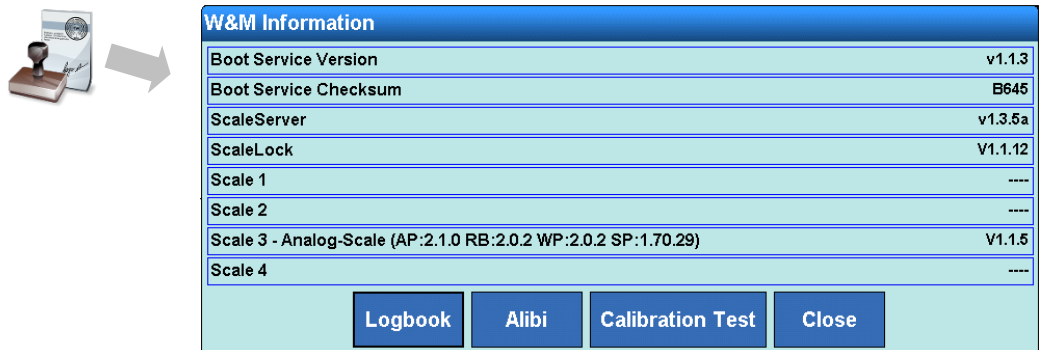 W&M Information
Boot Service Version v1.1.3
Boot Service Checksum B645
ScaleServer v1.3.5a
ScaleLock V1.1.12
Scale 1 ----
Scale 2 ----
Scale 3 - Analog-Scale (AP:2.1.0 RB:2.0.2 WP:2.0.2 SP:1.70.29) V1.1.5
Scale 4 ----
Logbook Alibi Calibration Test Close